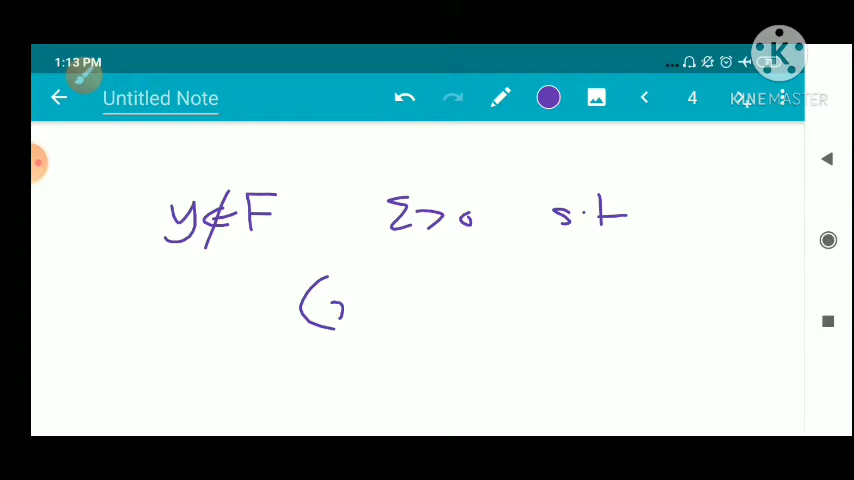 1:13 PM
Untitled Note
4
KINEMASTER
y∉F ε>0 s.t
(